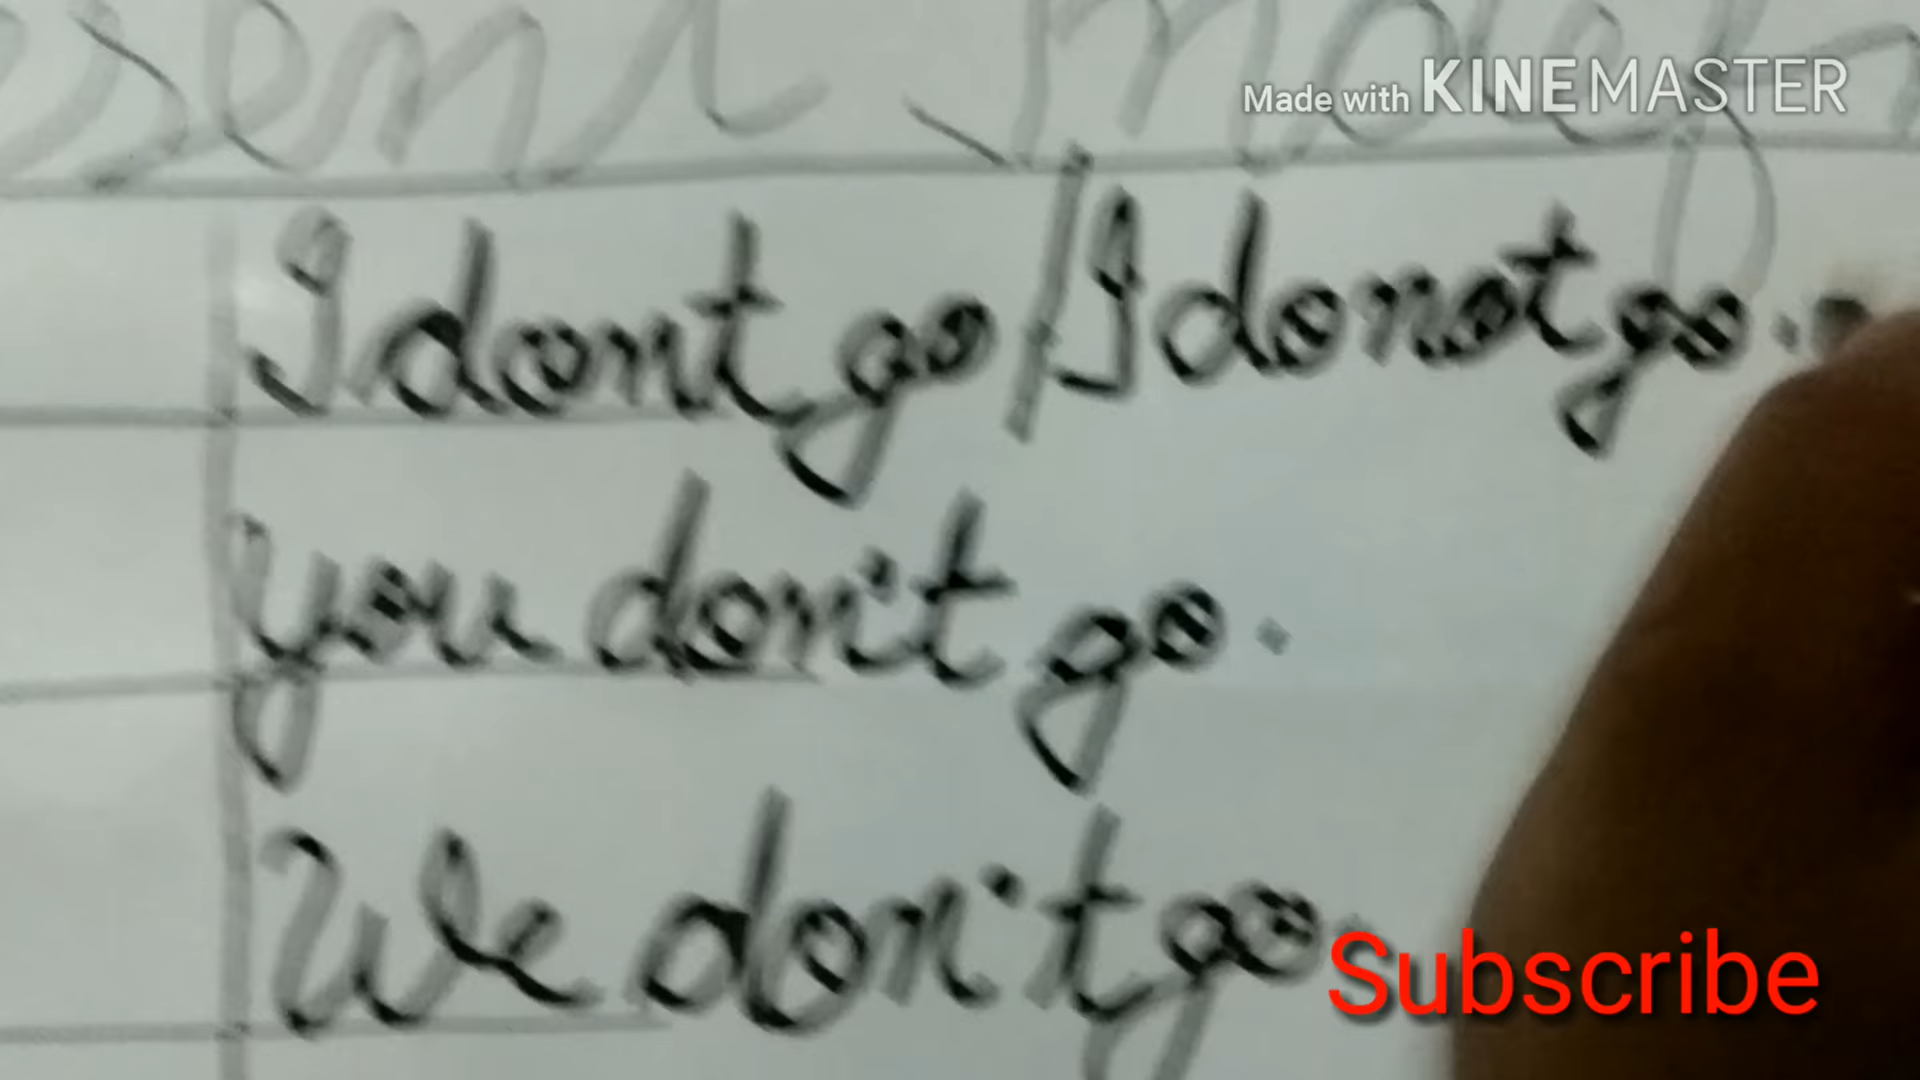 Made with KINEMASTER
I dont go / I do not go.
you don't go.
We don't go
Subscribe